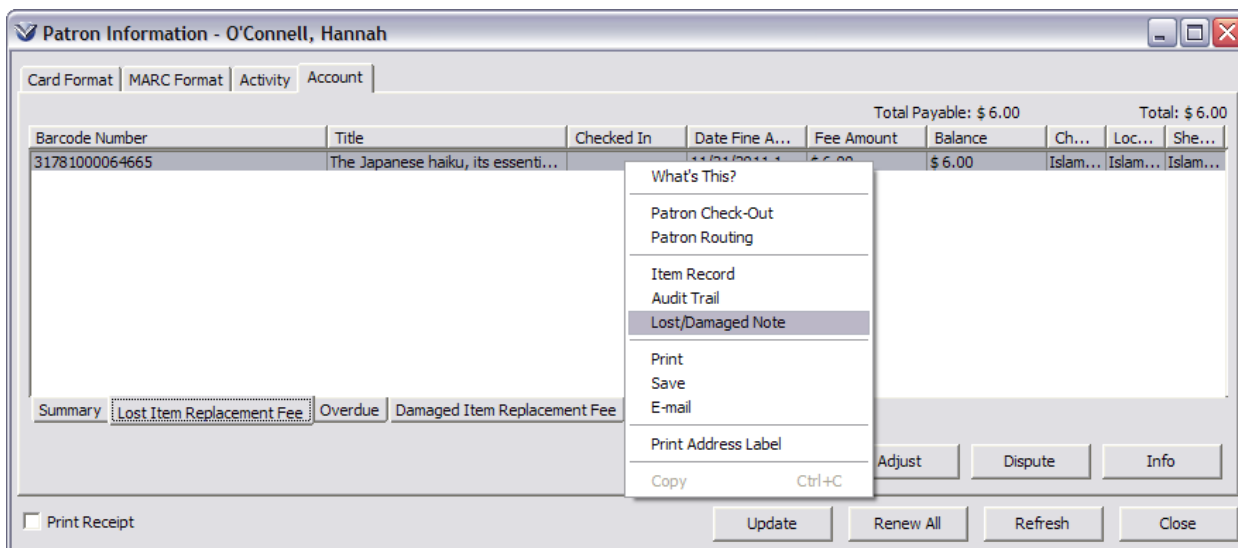 Patron Information - O'Connell, Hannah
Card Format MARC Format Activity Account
Total Payable: $ 6.00 Total: $ 6.00
Barcode Number Title Checked In Date Fine A... Fee Amount Balance Ch... Loc... She...
31781000064665 The Japanese haiku, its essenti... $ 6.00 Islam... Islam... Islam...
What's This?
Patron Check-Out
Patron Routing
Item Record
Audit Trail
Lost/Damaged Note
Print
Save
E-mail
Print Address Label
Copy Ctrl+C
Summary Lost Item Replacement Fee Overdue Damaged Item Replacement Fee
Adjust Dispute Info
Print Receipt Update Renew All Refresh Close